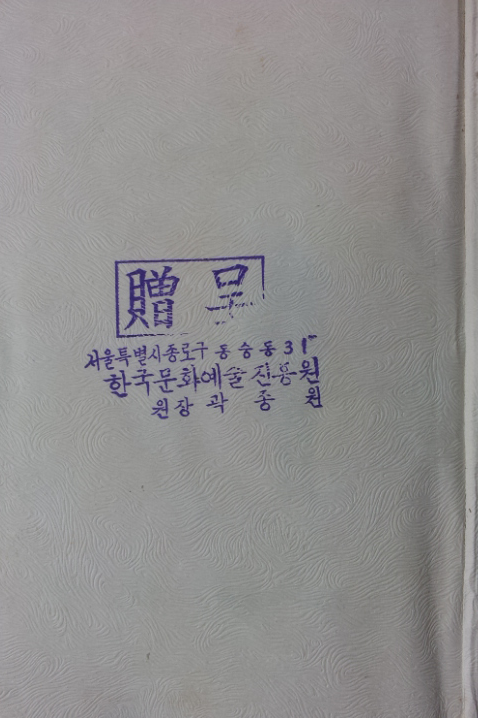 贈 呈
서울특별시종로구 동숭동31
한국문화예술진흥원
원장 곽종원